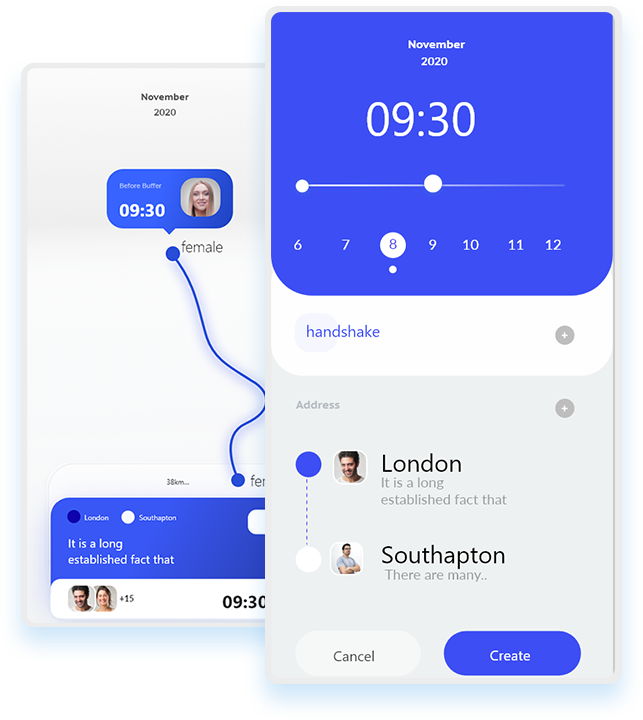 November
2020
Before Buffer
09:30
female
38km...
fer
London
Southapton
It is a long
established fact that
+15
09:30
November
2020
09:30
6 7 8 9 10 11 12
handshake
+
Address
+
London
It is a long
established fact that
Southapton
There are many..
Cancel
Create